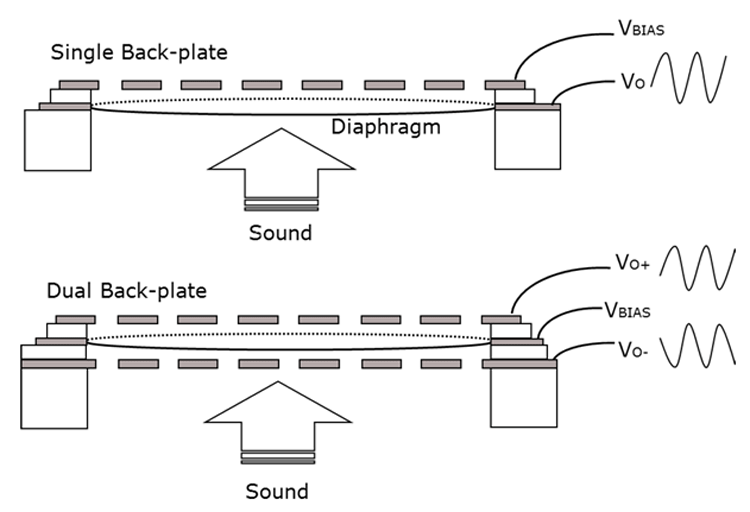 Single Back-plate
VBIAS
VO
Diaphragm
Sound
Dual Back-plate
VO+
VBIAS
VO-
Sound